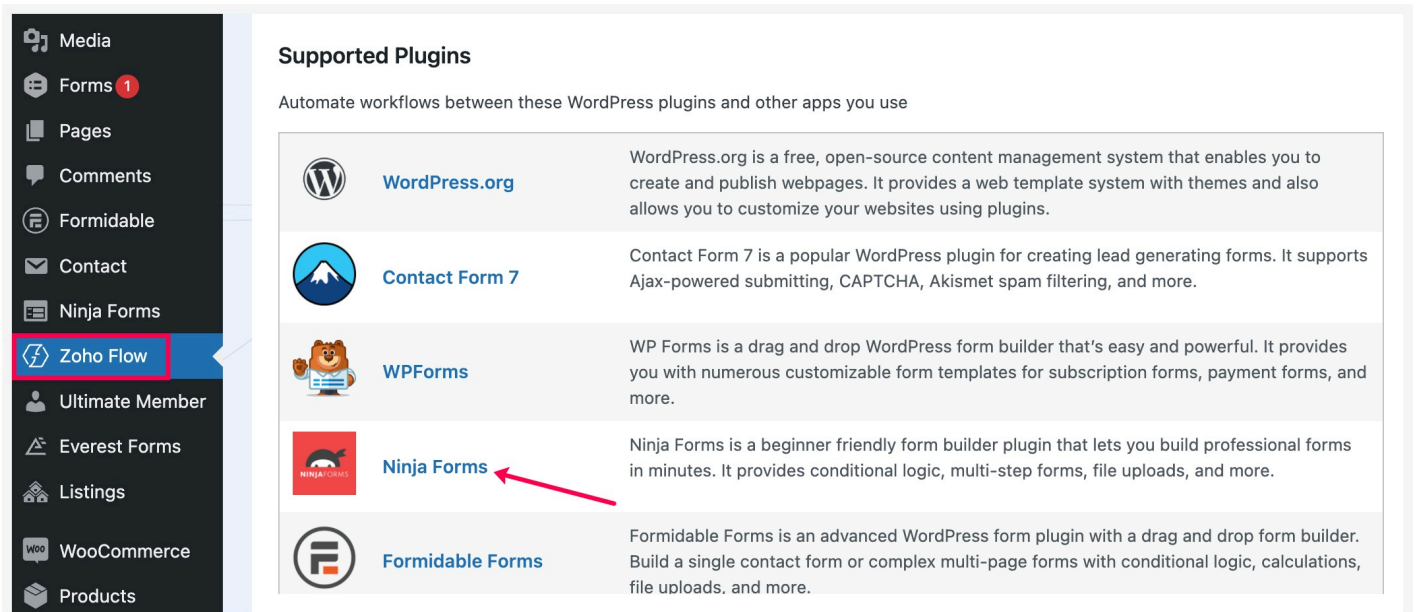 Media
Forms 1
Pages
Comments
Formidable
Contact
Ninja Forms
Zoho Flow
Ultimate Member
Everest Forms
Listings
WOO WooCommerce
Products
Supported Plugins
Automate workflows between these WordPress plugins and other apps you use
WordPress.org
WordPress.org is a free, open-source content management system that enables you to
create and publish webpages. It provides a web template system with themes and also
allows you to customize your websites using plugins.
Contact Form 7
Contact Form 7 is a popular WordPress plugin for creating lead generating forms. It supports
Ajax-powered submitting, CAPTCHA, Akismet spam filtering, and more.
WPForms
WP Forms is a drag and drop WordPress form builder that's easy and powerful. It provides
you with numerous customizable form templates for subscription forms, payment forms, and
more.
NINJAFORMS
Ninja Forms
Ninja Forms is a beginner friendly form builder plugin that lets you build professional forms
in minutes. It provides conditional logic, multi-step forms, file uploads, and more.
Formidable Forms
Formidable Forms is an advanced WordPress form plugin with a drag and drop form builder.
Build a single contact form or complex multi-page forms with conditional logic, calculations,
file uploads, and more.